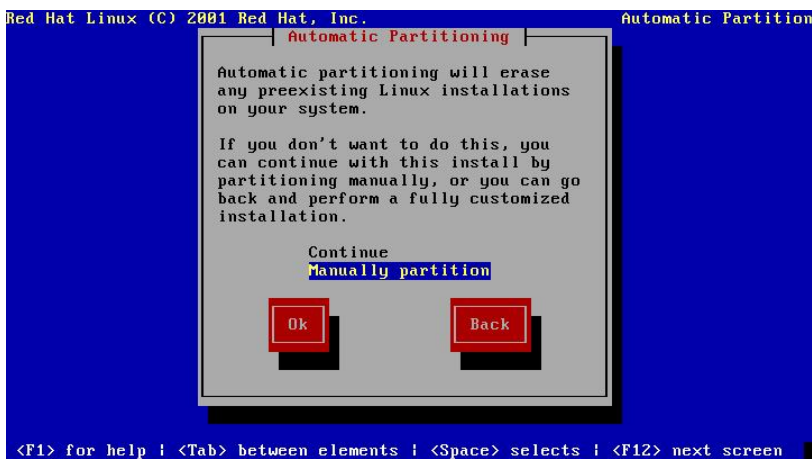 Red Hat Linux (C) 2001 Red Hat, Inc. Automatic Partition
Automatic Partitioning
Automatic partitioning will erase
any preexisting Linux installations
on your system.
If you don't want to do this, you
can continue with this install by
partitioning manually, or you can go
back and perform a fully customized
installation.
Continue
Manually partition
Ok Back
<F1> for help | <Tab> between elements | <Space> selects | <F12> next screen